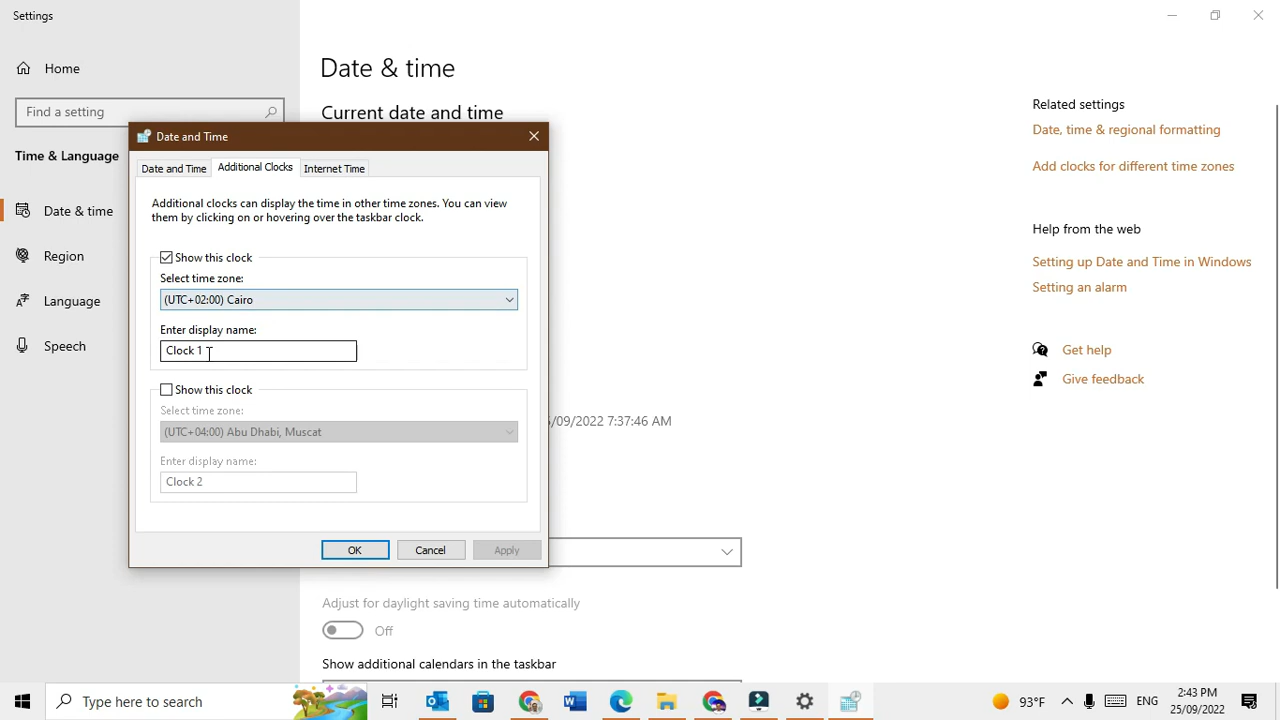 Settings
Home
Find a setting
Time & Language
Date & time
Region
Language
Speech
Date & time
Current date and time
Date and Time
Date and Time
Additional Clocks
Internet Time
Additional clocks can display the time in other time zones. You can view
them by clicking on or hovering over the taskbar clock.
Show this clock
Select time zone:
(UTC+02:00) Cairo
Enter display name:
Clock 1
Show this clock
Select time zone:
(UTC+04:00) Abu Dhabi, Muscat
Enter display name:
Clock 2
OK
Cancel
Apply
/09/2022 7:37:46 AM
Adjust for daylight saving time automatically
Off
Show additional calendars in the taskbar
Related settings
Date, time & regional formatting
Add clocks for different time zones
Help from the web
Setting up Date and Time in Windows
Setting an alarm
Get help
Give feedback
Type here to search
93°F
ENG
2:43 PM
25/09/2022